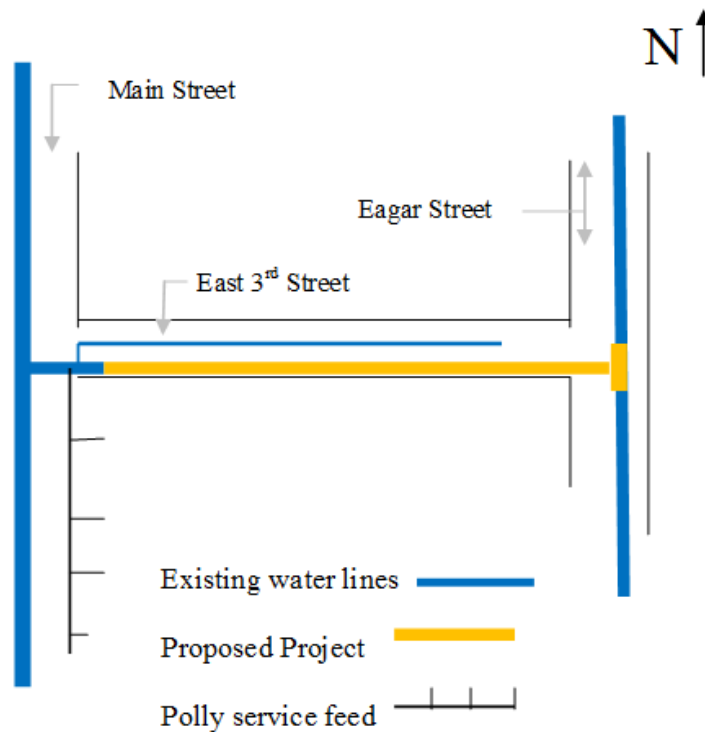 N
Main Street
Eagar Street
East 3rd Street
Existing water lines
Proposed Project
Polly service feed